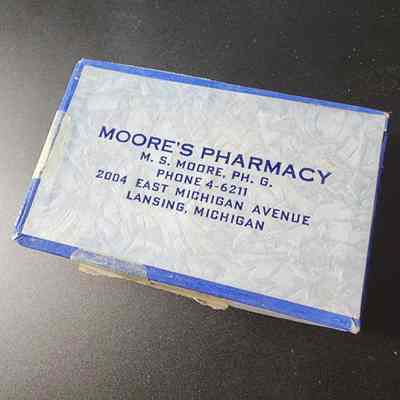 MOORE'S PHARMACY
M. S. MOORE, PH. G.
PHONE 4-6211
2004 EAST MICHIGAN AVENUE
LANSING, MICHIGAN